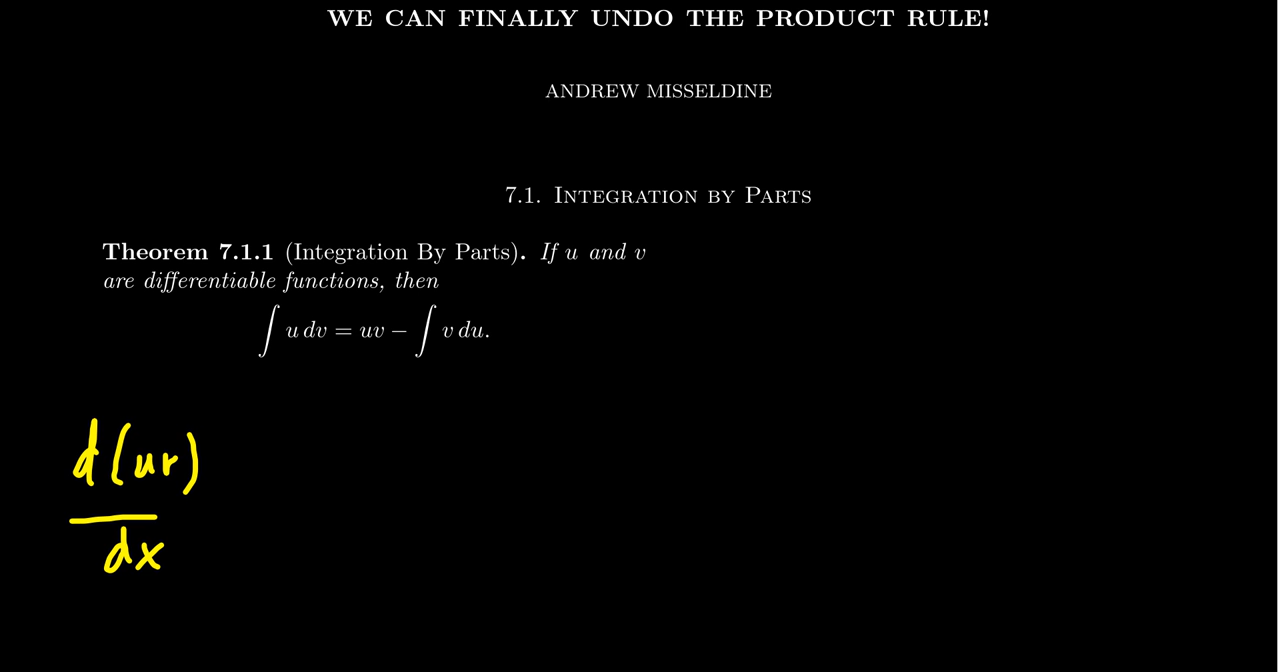 WE CAN FINALLY UNDO THE PRODUCT RULE!
ANDREW MISSELDINE
7.1. INTEGRATION BY PARTS
Theorem 7.1.1 (Integration By Parts). If u and v
are differentiable functions, then
∫ u dv = uv − ∫ v du.
d(uv)
dx